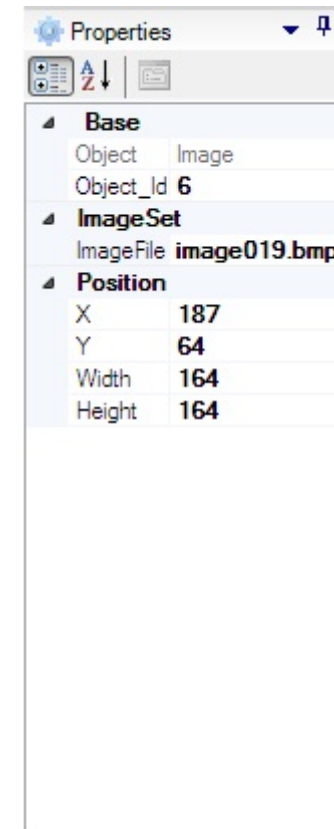 Properties
Base
Object Image
Object_Id 6
ImageSet
ImageFile image019.bmp
Position
X 187
Y 64
Width 164
Height 164